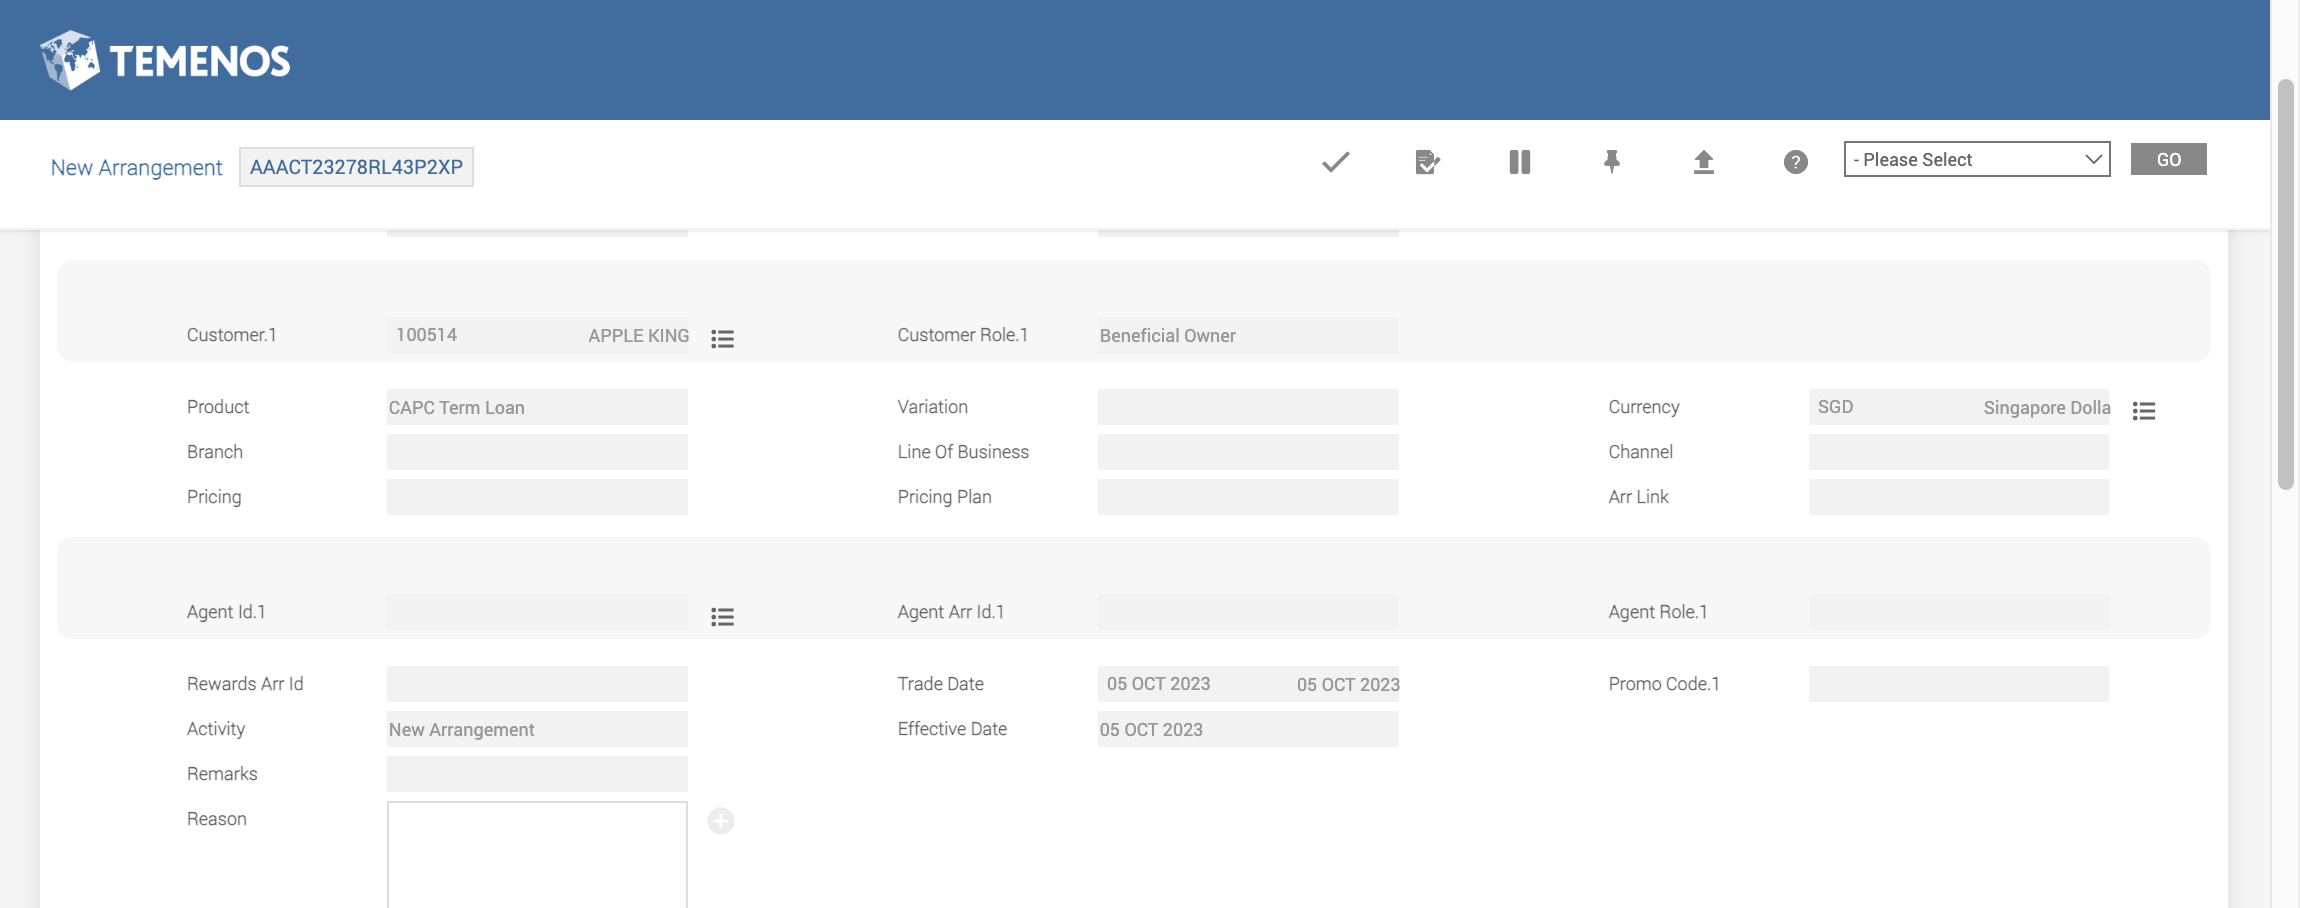 TEMENOS
New Arrangement AAACT23278RL43P2XP
? - Please Select GO
Customer.1 100514 APPLE KING Customer Role.1 Beneficial Owner
Product CAPC Term Loan Variation Currency SGD Singapore Dolla
Branch Line Of Business Channel
Pricing Pricing Plan Arr Link
Agent Id.1 Agent Arr Id.1 Agent Role.1
Rewards Arr Id Trade Date 05 OCT 2023 05 OCT 2023 Promo Code.1
Activity New Arrangement Effective Date 05 OCT 2023
Remarks
Reason